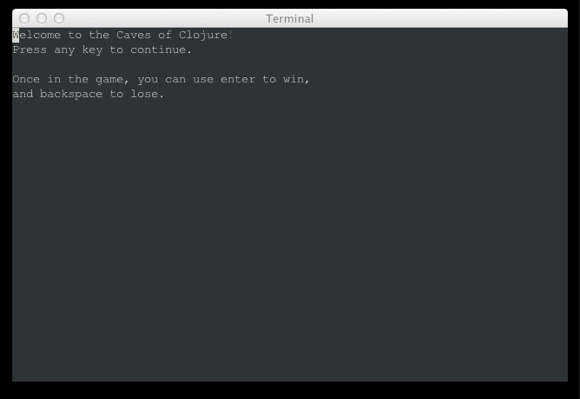 Terminal
Welcome to the Caves of Clojure!
Press any key to continue.
Once in the game, you can use enter to win,
and backspace to lose.